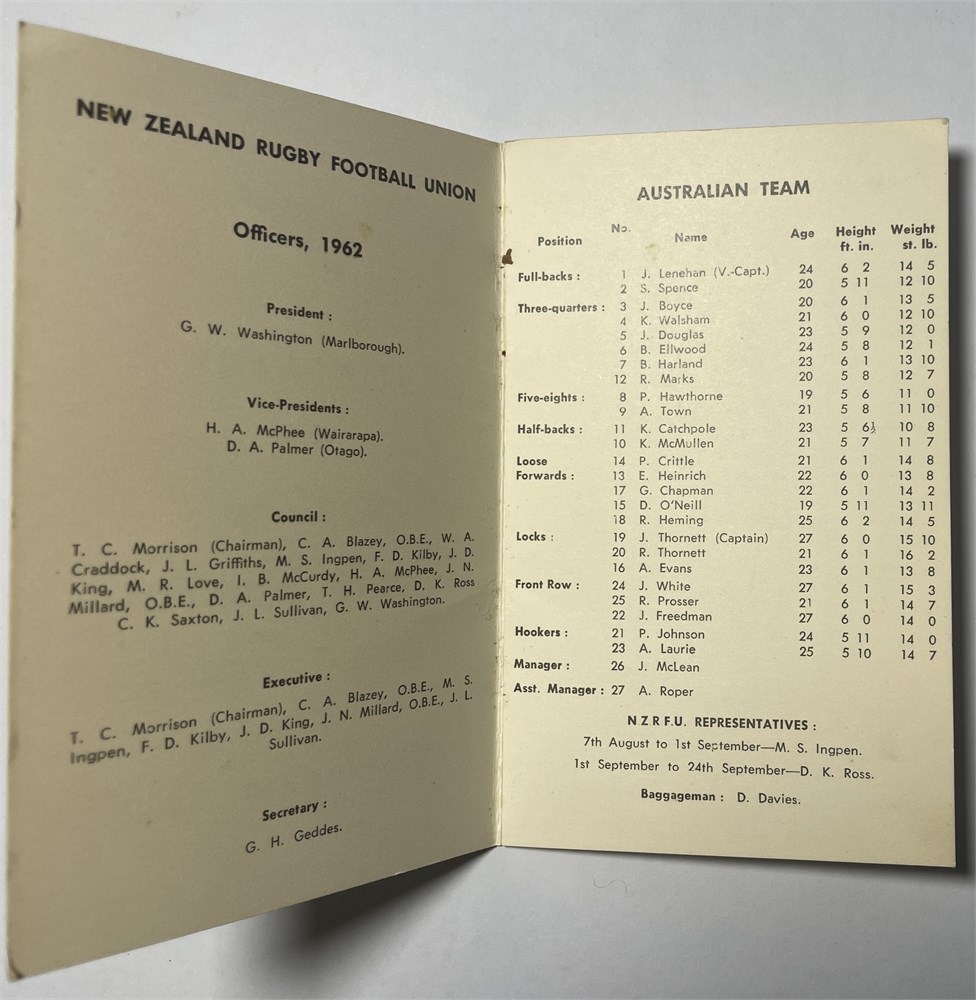 NEW ZEALAND RUGBY FOOTBALL UNION
Officers, 1962
President :
G. W. Washington (Marlborough).
Vice-Presidents :
H. A. McPhee (Wairarapa).
D. A. Palmer (Otago).
Council :
T. C. Morrison (Chairman), C. A. Blazey, O.B.E., W. A.
Craddock, J. L. Griffiths, M. S. Ingpen, F. D. Kilby, J. D.
King, M. R. Love, I. B. McCurdy, H. A. McPhee, J. N.
Millard, O.B.E., D. A. Palmer, T. H. Pearce, D. K. Ross
C. K. Saxton, J. L. Sullivan, G. W. Washington.
Executive :
T. C. Morrison (Chairman), C. A. Blazey, O.B.E., M. S.
Ingpen, F. D. Kilby, J. D. King, J. N. Millard, O.B.E., J. L.
Sullivan.
Secretary :
G. H. Geddes.
AUSTRALIAN TEAM
Position No. Name Age Height ft. in. Weight st. lb.
Full-backs : 1 J. Lenehan (V.-Capt.) 24 6 2 14 5
2 S. Spence 20 5 11 12 10
Three-quarters : 3 J. Boyce 20 6 1 13 5
4 K. Walsham 21 6 0 12 10
5 J. Douglas 23 5 9 12 0
6 B. Ellwood 24 5 8 12 1
7 B. Harland 23 6 1 13 10
12 R. Marks 20 5 8 12 7
Five-eights : 8 P. Hawthorne 19 5 6 11 0
9 A. Town 21 5 8 11 10
Half-backs : 11 K. Catchpole 23 5 6½ 10 8
10 K. McMullen 21 5 7 11 7
Loose 14 P. Crittle 21 6 1 14 8
Forwards : 13 E. Heinrich 22 6 0 13 8
17 G. Chapman 22 6 1 14 2
15 D. O'Neill 19 5 11 13 11
18 R. Heming 25 6 2 14 5
Locks : 19 J. Thornett (Captain) 27 6 0 15 10
20 R. Thornett 21 6 1 16 2
16 A. Evans 23 6 1 13 8
Front Row : 24 J. White 27 6 1 15 3
25 R. Prosser 21 6 1 14 7
22 J. Freedman 27 6 0 14 0
Hookers : 21 P. Johnson 24 5 11 14 0
23 A. Laurie 25 5 10 14 7
Manager : 26 J. McLean
Asst. Manager : 27 A. Roper
N Z R F U. REPRESENTATIVES :
7th August to 1st September—M. S. Ingpen.
1st September to 24th September—D. K. Ross.
Baggageman : D. Davies.